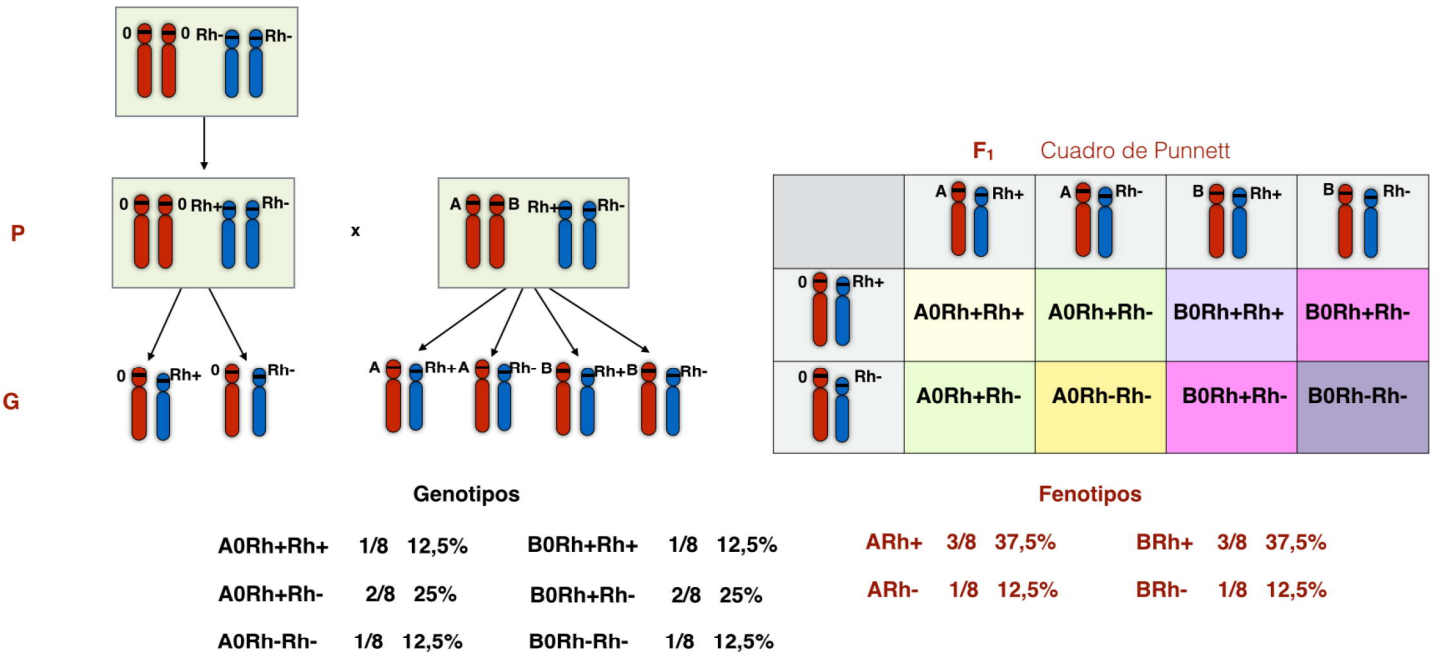 0 0 Rh- Rh-
P
0 0 Rh+ Rh-
x
A B Rh+ Rh-
G
0 Rh+ 0 Rh-
A Rh+ A Rh- B Rh+ B Rh-
F1 Cuadro de Punnett
A Rh+ A Rh- B Rh+ B Rh-
0 Rh+ A0Rh+Rh+ A0Rh+Rh- B0Rh+Rh+ B0Rh+Rh-
0 Rh- A0Rh+Rh- A0Rh-Rh- B0Rh+Rh- B0Rh-Rh-
Genotipos
A0Rh+Rh+ 1/8 12,5% B0Rh+Rh+ 1/8 12,5%
A0Rh+Rh- 2/8 25% B0Rh+Rh- 2/8 25%
A0Rh-Rh- 1/8 12,5% B0Rh-Rh- 1/8 12,5%
Fenotipos
ARh+ 3/8 37,5% BRh+ 3/8 37,5%
ARh- 1/8 12,5% BRh- 1/8 12,5%